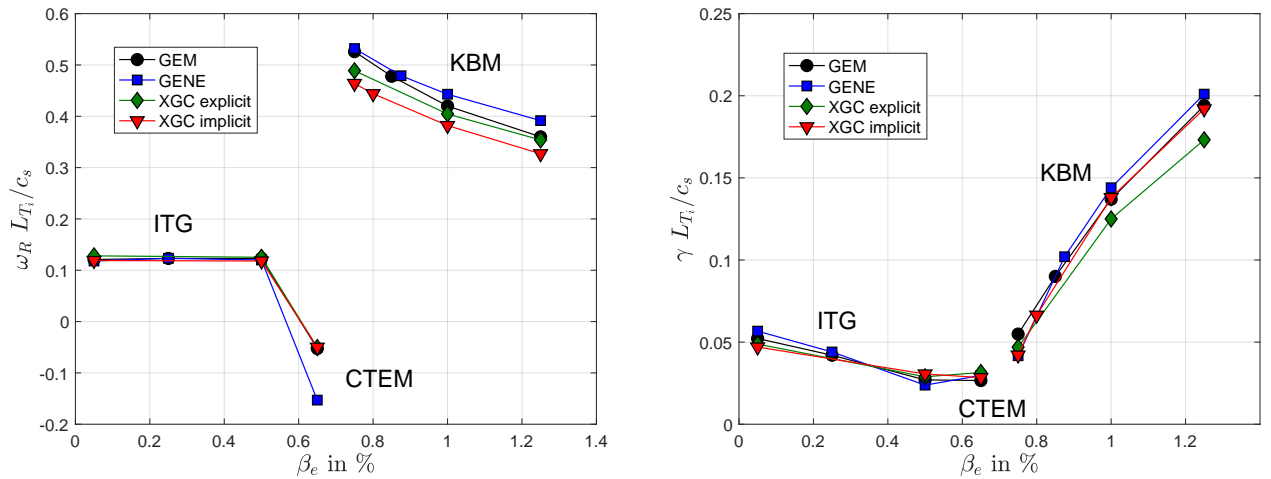 0.6
0.5
0.4
0.3
0.2
0.1
0
-0.1
-0.2
ω_R L_{T_i}/c_s
GEM
GENE
XGC explicit
XGC implicit
KBM
ITG
CTEM
0 0.2 0.4 0.6 0.8 1 1.2 1.4
β_e in %
0.25
0.2
0.15
0.1
0.05
0
γ L_{T_i}/c_s
GEM
GENE
XGC explicit
XGC implicit
KBM
ITG
CTEM
0 0.2 0.4 0.6 0.8 1 1.2
β_e in %